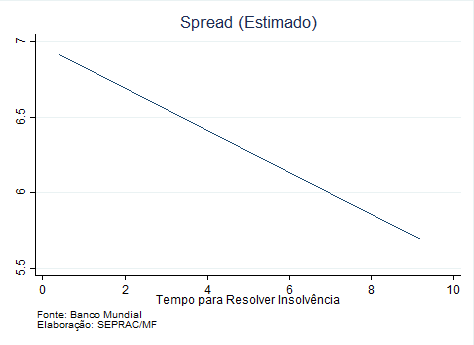 Spread (Estimado)
7
6.5
6
5.5
0 2 4 6 8 10
Tempo para Resolver Insolvência
Fonte: Banco Mundial
Elaboração: SEPRAC/MF